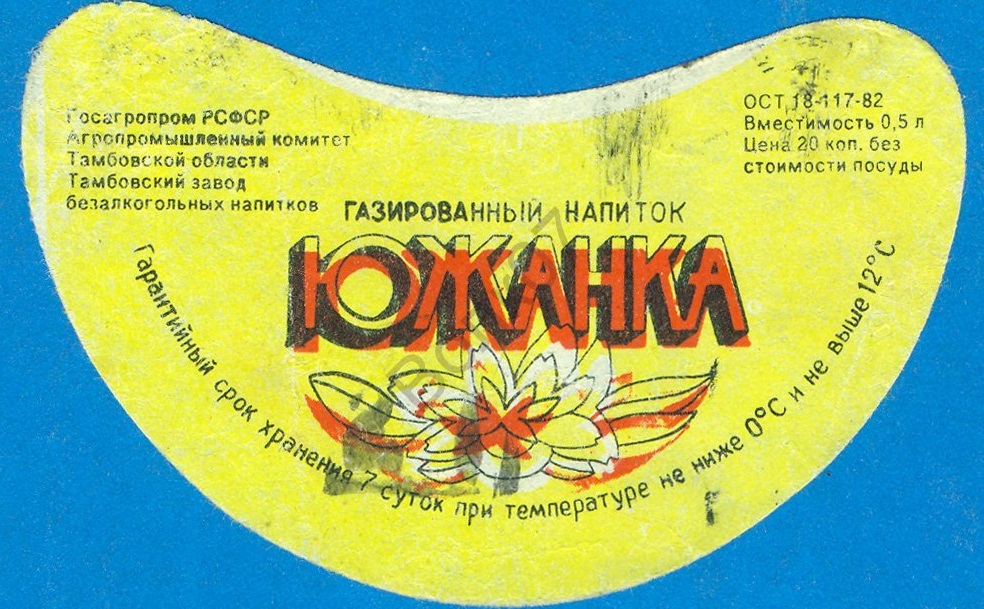 Госагропром РСФСР
Агропромышленный комитет
Тамбовской области
Тамбовский завод
безалкогольных напитков
ОСТ 18-117-82
Вместимость 0,5 л
Цена 20 коп. без
стоимости посуды
ГАЗИРОВАННЫЙ НАПИТОК
ЮЖАНКА
Гарантийный срок хранения 7 суток при температуре не ниже 0°С и не выше 12°С